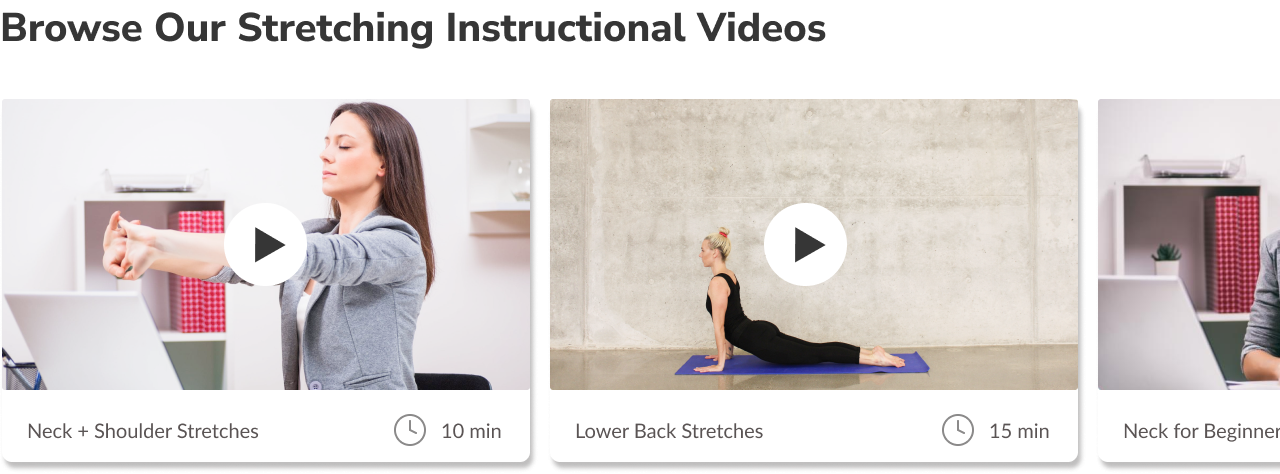 Browse Our Stretching Instructional Videos
Neck + Shoulder Stretches
10 min
Lower Back Stretches
15 min
Neck for Beginner